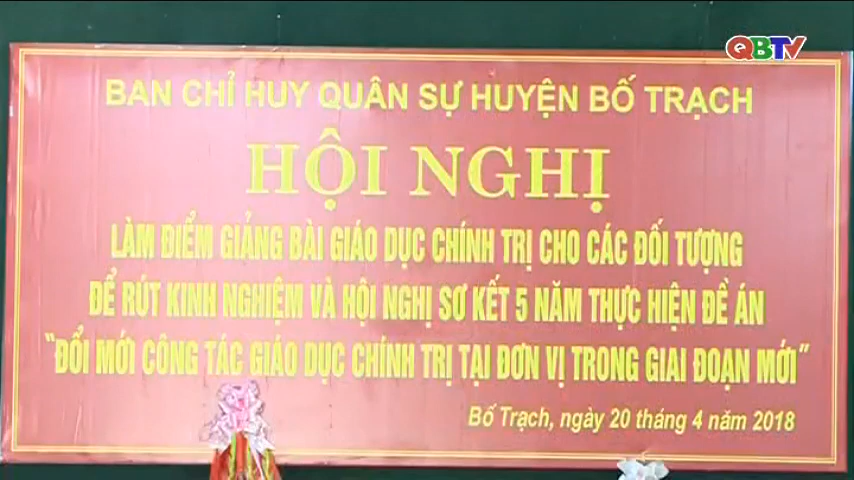 QBTV
BAN CHỈ HUY QUÂN SỰ HUYỆN BỐ TRẠCH
HỘI NGHỊ
LÀM ĐIỂM GIẢNG BÀI GIÁO DỤC CHÍNH TRỊ CHO CÁC ĐỐI TƯỢNG
ĐỂ RÚT KINH NGHIỆM VÀ HỘI NGHỊ SƠ KẾT 5 NĂM THỰC HIỆN ĐỀ ÁN
"ĐỔI MỚI CÔNG TÁC GIÁO DỤC CHÍNH TRỊ TẠI ĐƠN VỊ TRONG GIAI ĐOẠN MỚI"
Bố Trạch, ngày 20 tháng 4 năm 2018